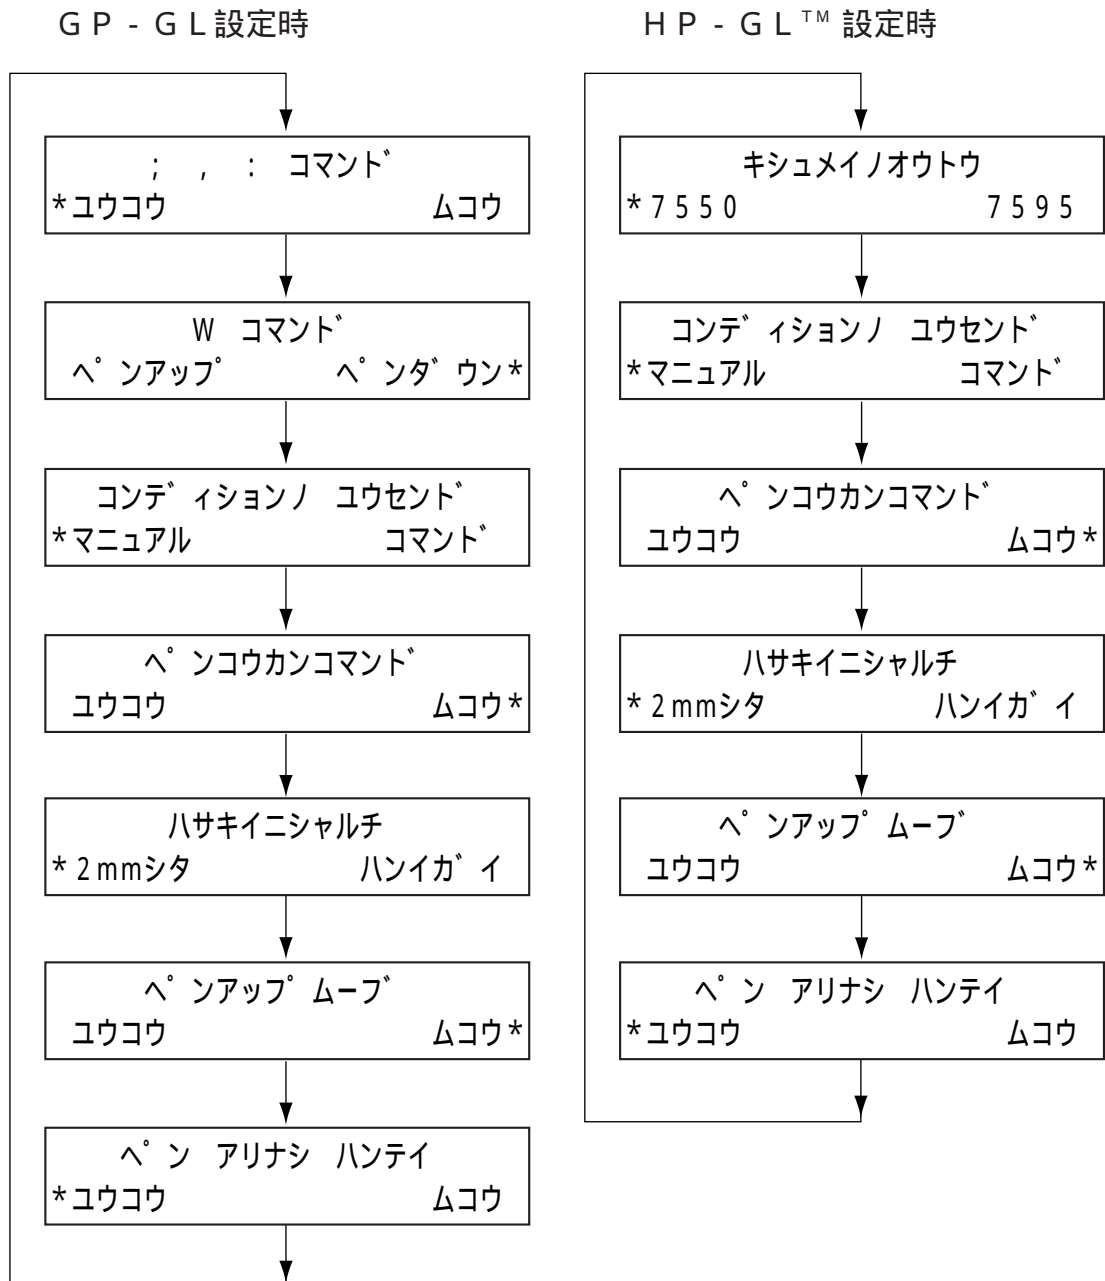 GP-GL設定時
; , : コマンド
*ユウコウ ムコウ
W コマンド
ペンアップ ペンダウン*
コンディションノ ユウセンド
*マニュアル コマンド
ペンコウカンコマンド
ユウコウ ムコウ*
ハサキイニシャルチ
*2mmシタ ハンイガイ
ペンアップムーブ
ユウコウ ムコウ*
ペン アリナシ ハンテイ
*ユウコウ ムコウ
HP-GL™設定時
キシュメイノオウトウ
*7550 7595
コンディションノ ユウセンド
*マニュアル コマンド
ペンコウカンコマンド
ユウコウ ムコウ*
ハサキイニシャルチ
*2mmシタ ハンイガイ
ペンアップムーブ
ユウコウ ムコウ*
ペン アリナシ ハンテイ
*ユウコウ ムコウ